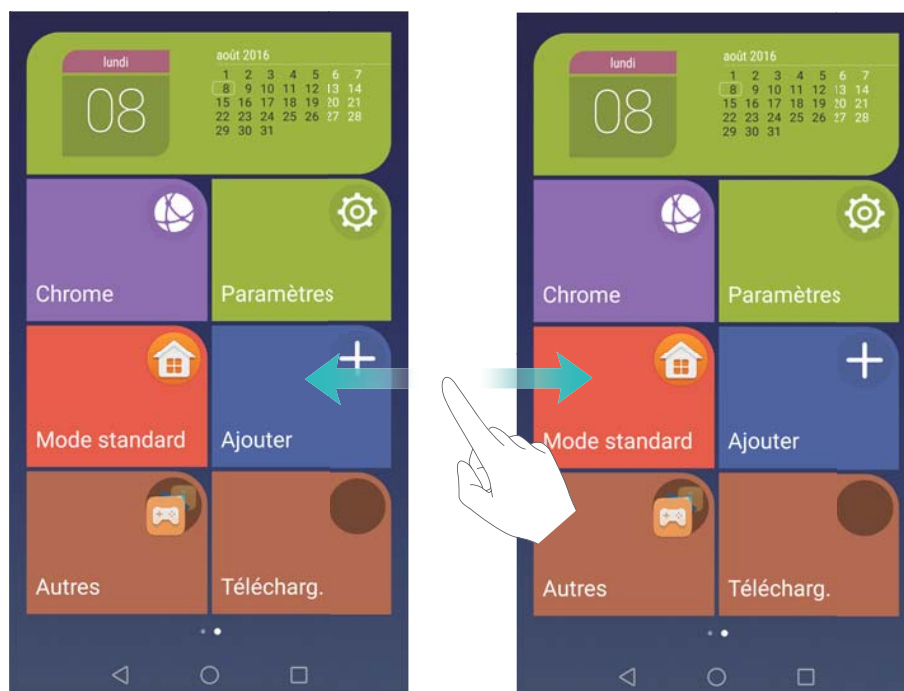 lundi
08
août 2016
1 2 3 4 5 6 7
8 9 10 11 12 13 14
15 16 17 18 19 20 21
22 23 24 25 26 27 28
29 30 31
Chrome
Paramètres
Mode standard
Ajouter
Autres
Télécharg.
lundi
08
août 2016
1 2 3 4 5 6 7
8 9 10 11 12 13 14
15 16 17 18 19 20 21
22 23 24 25 26 27 28
29 30 31
Chrome
Paramètres
Mode standard
Ajouter
Autres
Télécharg.